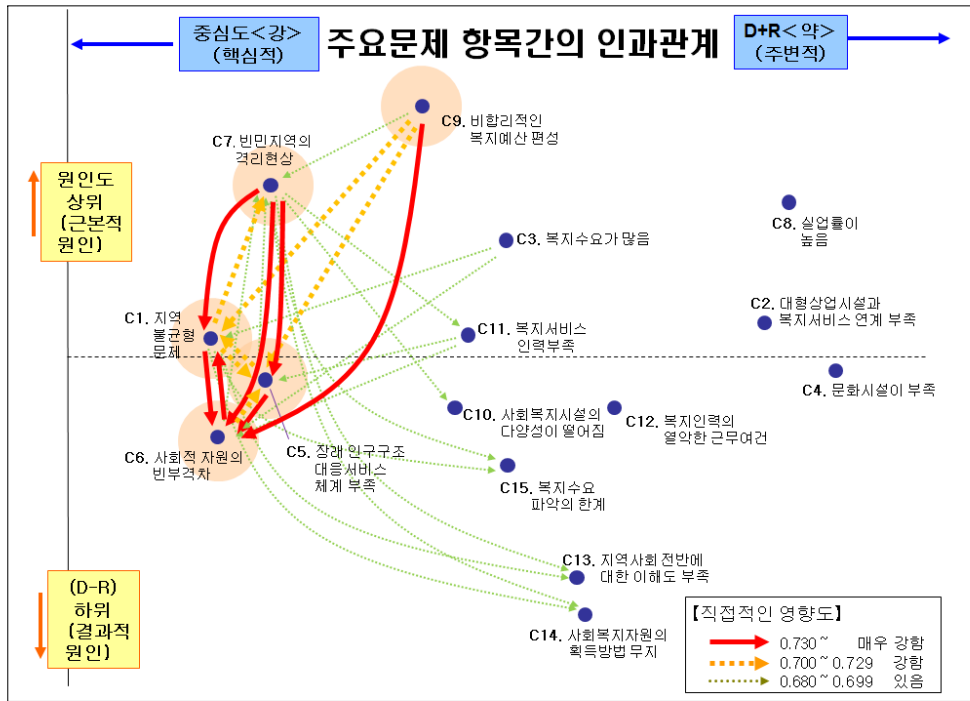 중심도<강>
(핵심적)
주요문제 항목간의 인과관계
D+R<약>
(주변적)
C9. 비합리적인
복지예산 편성
C7. 빈민지역의
격리현상
원인도
상위
(근본적
원인)
C8. 실업률이
높음
C3. 복지수요가 많음
C2. 대형상업시설과
복지서비스 연계 부족
C1. 지역
불균형
문제
C11. 복지서비스
인력부족
C4. 문화시설이 부족
C10. 사회복지시설의
다양성이 떨어짐
C12. 복지인력의
열악한 근무여건
C6. 사회적 자원의
빈부격차
C5. 장래 인구구조
대응서비스
체계 부족
C15. 복지수요
파악의 한계
C13. 지역사회 전반에
대한 이해도 부족
(D-R)
하위
(결과적
원인)
C14. 사회복지자원의
획득방법 무지
【직접적인 영향도】
0.730~ 매우 강함
0.700~0.729 강함
0.680~0.699 있음